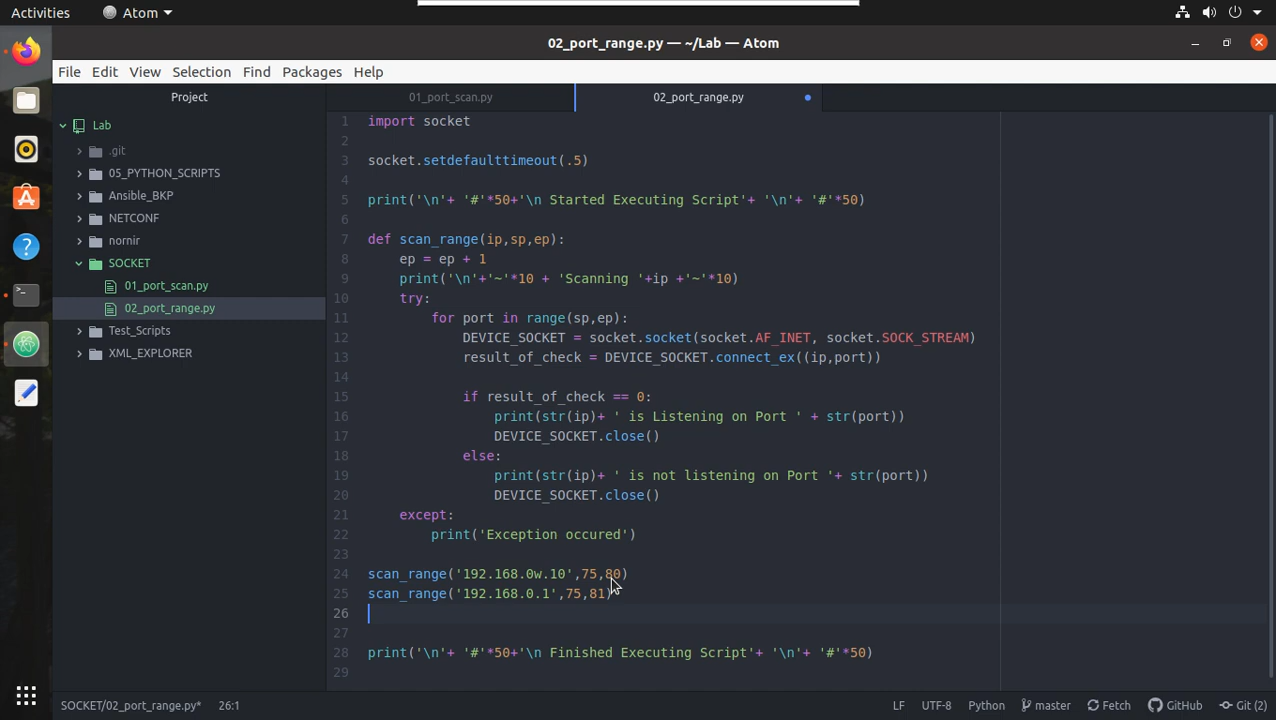 Activities
Atom
02_port_range.py — ~/Lab — Atom
File Edit View Selection Find Packages Help
Project
01_port_scan.py
02_port_range.py
Lab
.git
05_PYTHON_SCRIPTS
Ansible_BKP
NETCONF
nornir
SOCKET
01_port_scan.py
02_port_range.py
Test_Scripts
XML_EXPLORER
1 import socket
2
3 socket.setdefaulttimeout(.5)
4
5 print('\n'+ '#'*50+'\n Started Executing Script'+ '\n'+ '#'*50)
6
7 def scan_range(ip,sp,ep):
8 ep = ep + 1
9 print('\n'+'~'*10 + 'Scanning '+ip +'~'*10)
10 try:
11 for port in range(sp,ep):
12 DEVICE_SOCKET = socket.socket(socket.AF_INET, socket.SOCK_STREAM)
13 result_of_check = DEVICE_SOCKET.connect_ex((ip,port))
14
15 if result_of_check == 0:
16 print(str(ip)+ ' is Listening on Port ' + str(port))
17 DEVICE_SOCKET.close()
18 else:
19 print(str(ip)+ ' is not listening on Port '+ str(port))
20 DEVICE_SOCKET.close()
21 except:
22 print('Exception occured')
23
24 scan_range('192.168.0w.10',75,80)
25 scan_range('192.168.0.1',75,81)
26
27
28 print('\n'+ '#'*50+'\n Finished Executing Script'+ '\n'+ '#'*50)
29
SOCKET/02_port_range.py* 26:1 LF UTF-8 Python master Fetch GitHub Git (2)